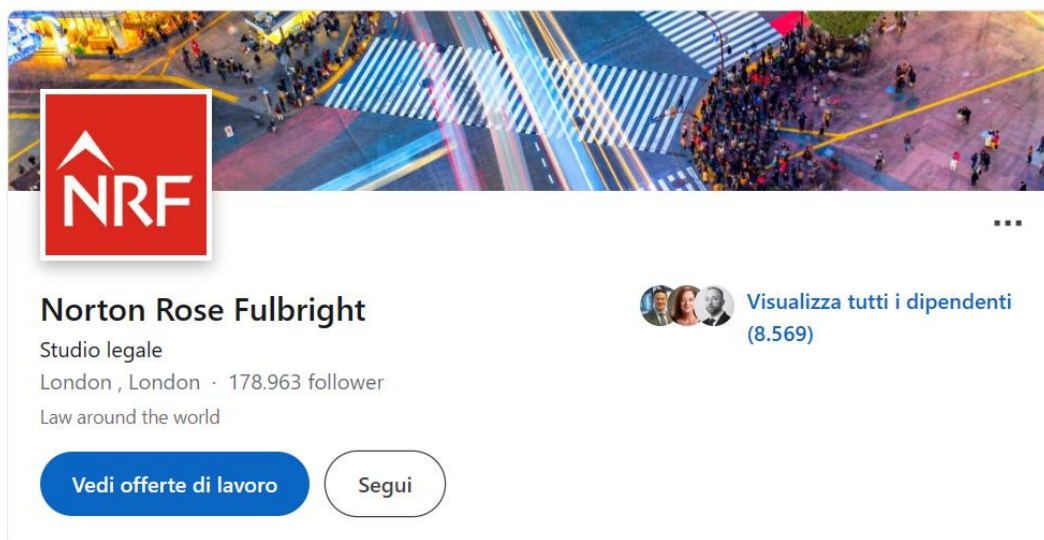 NRF
Norton Rose Fulbright
Studio legale
London , London · 178.963 follower
Law around the world
Vedi offerte di lavoro
Segui
Visualizza tutti i dipendenti
(8.569)